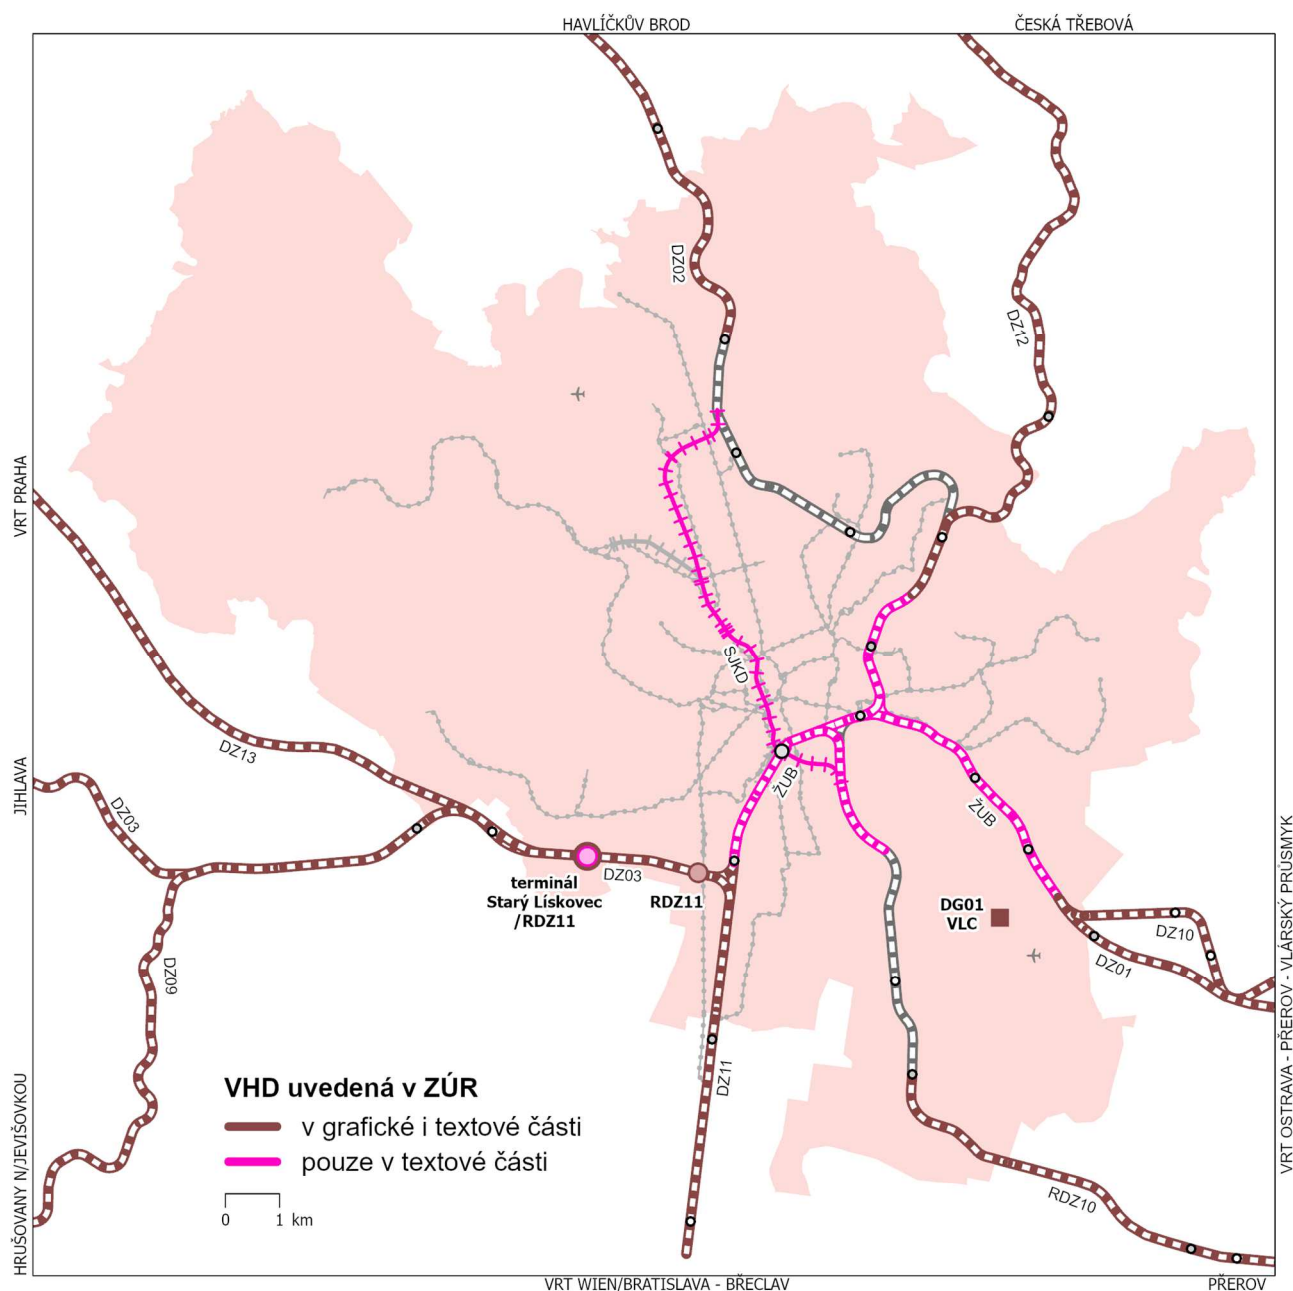 HAVLÍČKŮV BROD
ČESKÁ TŘEBOVÁ
DZ02
DZ12
VRT PRAHA
SJKD
DZ13
ŽUB
ŽUB
JIHLAVA
DZ03
DZ03
terminál
Starý Lískovec
/RDZ11
RDZ11
DG01
VLC
DZ10
DZ01
DZ09
DZ11
VRT OSTRAVA - PŘEROV - VLÁRSKÝ PRŮSMYK
HRUŠOVANY N/JEVIŠOVKOU
VHD uvedená v ZÚR
v grafické i textové části
pouze v textové části
0 1 km
RDZ10
VRT WIEN/BRATISLAVA - BŘECLAV
PŘEROV